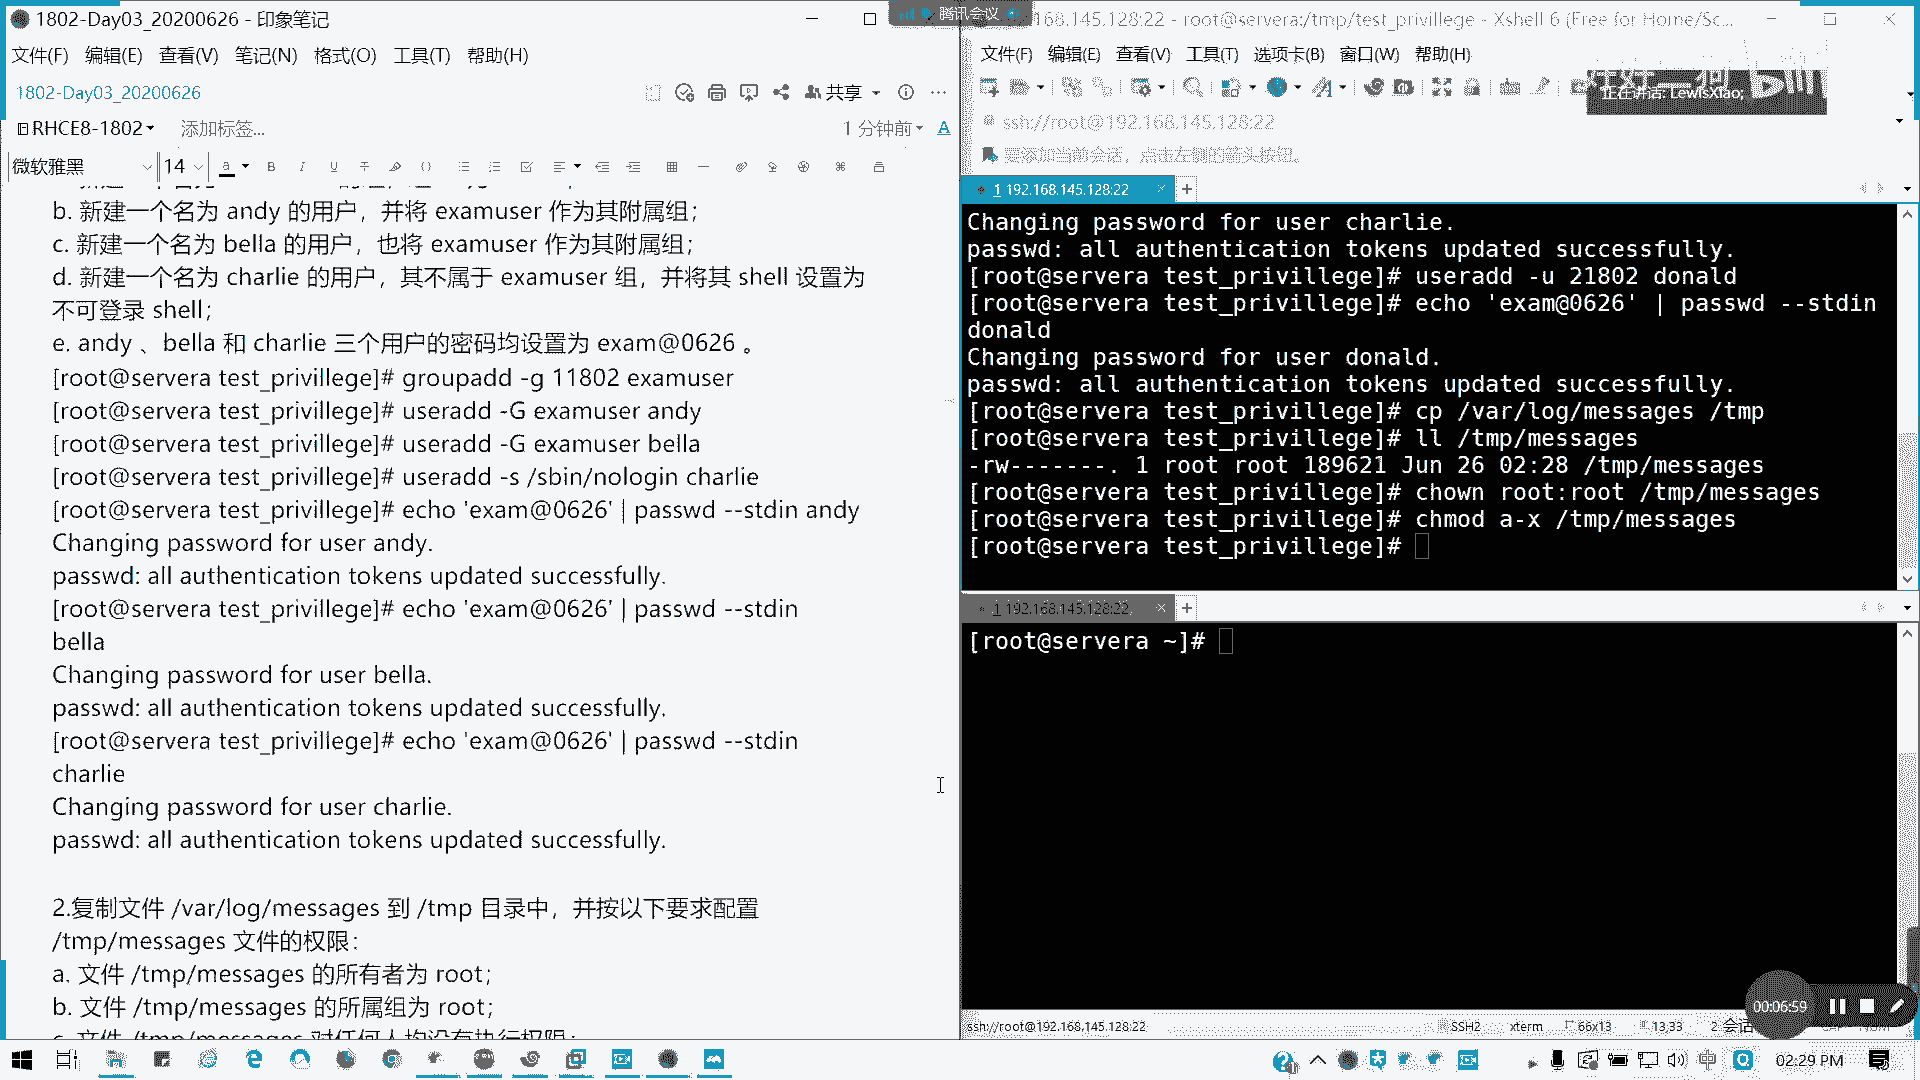 1802-Day03_20200626 - 印象笔记
文件(F) 编辑(E) 查看(V) 笔记(N) 格式(O) 工具(T) 帮助(H)
1802-Day03_20200626
共享
RHCE8-1802
添加标签...
1 分钟前
微软雅黑
14
b. 新建一个名为 andy 的用户，并将 examuser 作为其附属组；
c. 新建一个名为 bella 的用户，也将 examuser 作为其附属组；
d. 新建一个名为 charlie 的用户，其不属于 examuser 组，并将其 shell 设置为
不可登录 shell；
e. andy 、bella 和 charlie 三个用户的密码均设置为 exam@0626 。
[root@servera test_privillege]# groupadd -g 11802 examuser
[root@servera test_privillege]# useradd -G examuser andy
[root@servera test_privillege]# useradd -G examuser bella
[root@servera test_privillege]# useradd -s /sbin/nologin charlie
[root@servera test_privillege]# echo 'exam@0626' | passwd --stdin andy
Changing password for user andy.
passwd: all authentication tokens updated successfully.
[root@servera test_privillege]# echo 'exam@0626' | passwd --stdin
bella
Changing password for user bella.
passwd: all authentication tokens updated successfully.
[root@servera test_privillege]# echo 'exam@0626' | passwd --stdin
charlie
Changing password for user charlie.
passwd: all authentication tokens updated successfully.
2.复制文件 /var/log/messages 到 /tmp 目录中，并按以下要求配置
/tmp/messages 文件的权限：
a. 文件 /tmp/messages 的所有者为 root；
b. 文件 /tmp/messages 的所属组为 root；
c. 文件 /tmp/messages 对任何人均没有执行权限；
腾讯会议
168.145.128:22 - root@servera:/tmp/test_privillege - Xshell 6 (Free for Home/Sc...
文件(F) 编辑(E) 查看(V) 工具(T) 选项卡(B) 窗口(W) 帮助(H)
正在讲话: LewisXiao;
ssh://root@192.168.145.128:22
要添加当前会话，点击左侧的箭头按钮。
1 192.168.145.128:22
Changing password for user charlie.
passwd: all authentication tokens updated successfully.
[root@servera test_privillege]# useradd -u 21802 donald
[root@servera test_privillege]# echo 'exam@0626' | passwd --stdin
donald
Changing password for user donald.
passwd: all authentication tokens updated successfully.
[root@servera test_privillege]# cp /var/log/messages /tmp
[root@servera test_privillege]# ll /tmp/messages
-rw-------. 1 root root 189621 Jun 26 02:28 /tmp/messages
[root@servera test_privillege]# chown root:root /tmp/messages
[root@servera test_privillege]# chmod a-x /tmp/messages
[root@servera test_privillege]#
1 192.168.145.128:22
[root@servera ~]#
00:06:59
ssh://root@192.168.145.128:22 SSH2 xterm 66x13 13,33 2 会话
中
02:29 PM